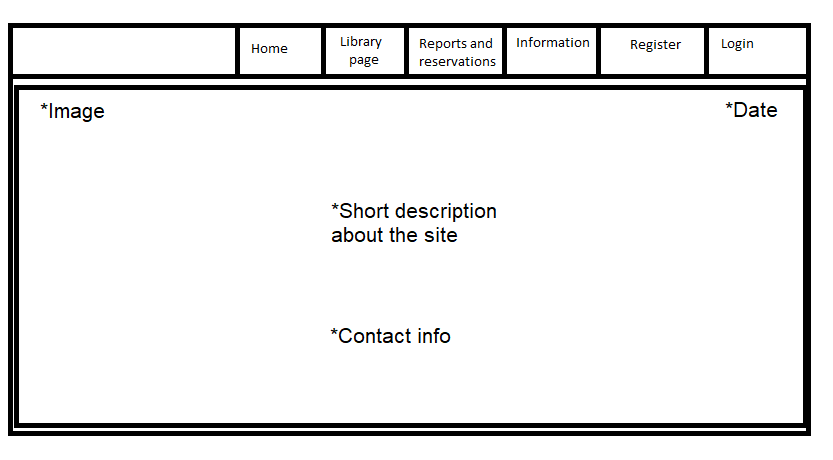 Home
Library
page
Reports and
reservations
Information
Register
Login
*Image
*Date
*Short description
about the site
*Contact info